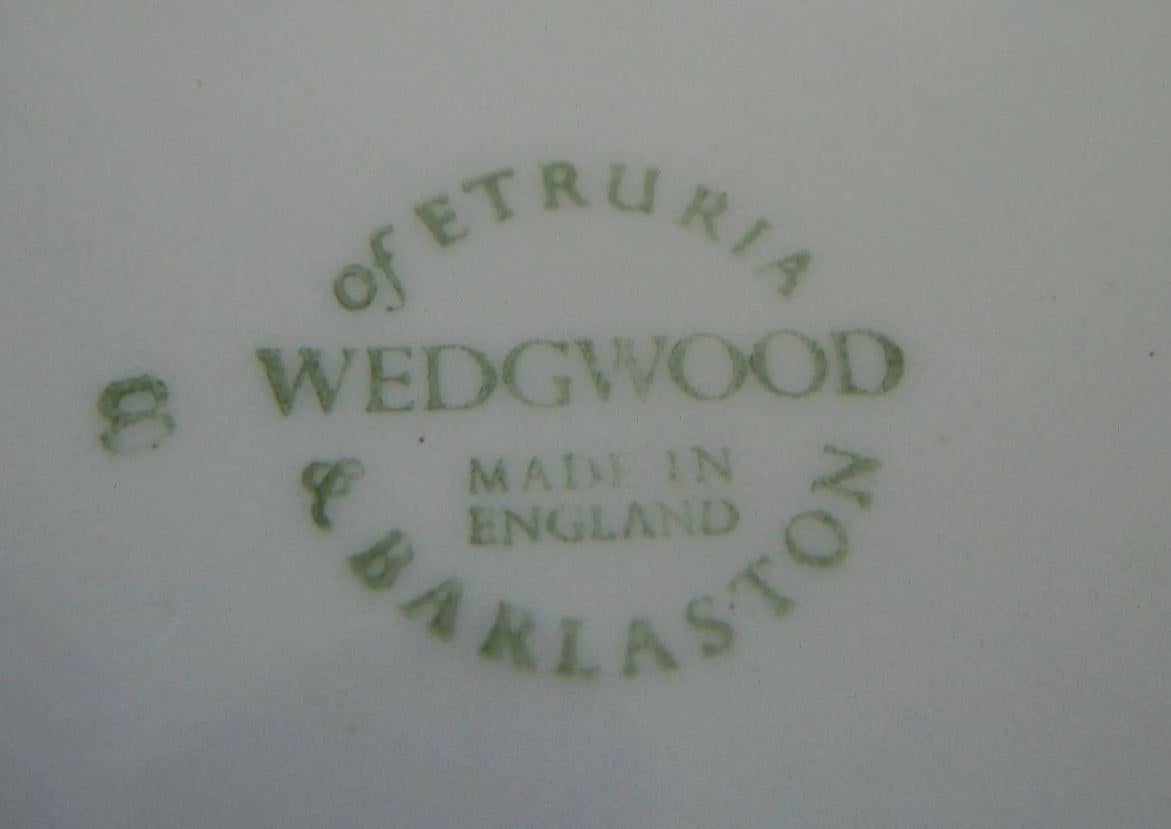 of ETRURIA
WEDGWOOD
8
MADE IN
ENGLAND
& BARLASTON